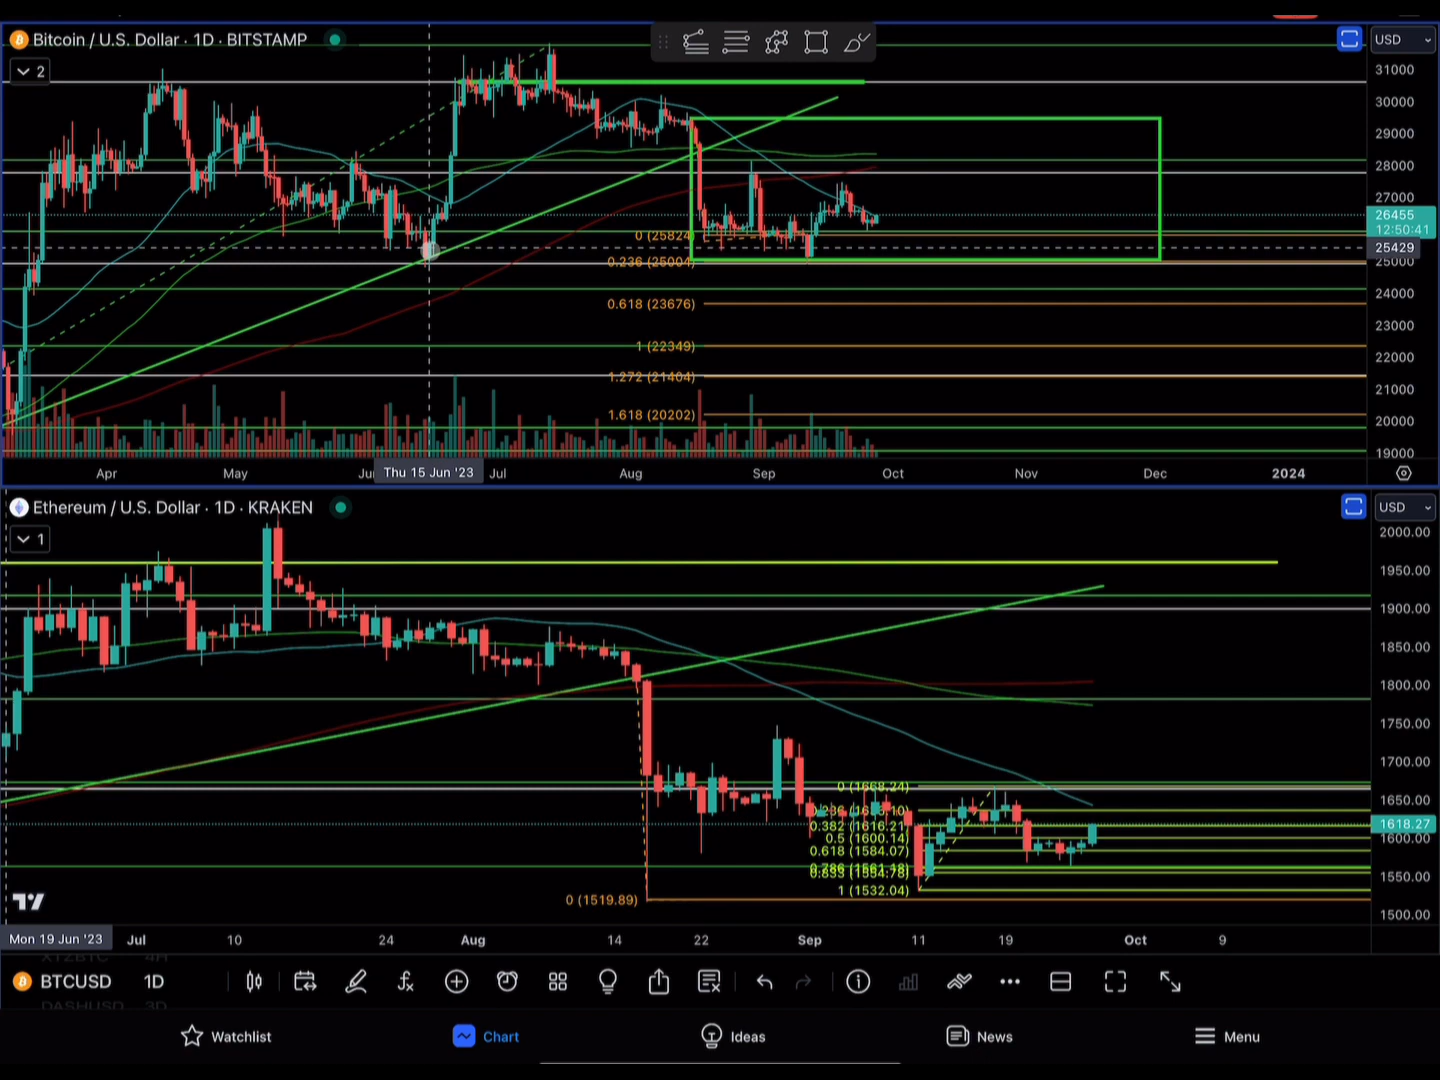 Bitcoin / U.S. Dollar · 1D · BITSTAMP
USD
2
31000
30000
29000
28000
27000
26455
12:50:41
25429
25000
24000
23000
22000
21000
20000
19000
0 (25824)
0.236 (25004)
0.618 (23676)
1 (22349)
1.272 (21404)
1.618 (20202)
Apr
May
Thu 15 Jun '23
Jul
Aug
Sep
Oct
Nov
Dec
2024
Ethereum / U.S. Dollar · 1D · KRAKEN
USD
1
2000.00
1950.00
1900.00
1850.00
1800.00
1750.00
1700.00
1650.00
1618.27
1600.00
1550.00
1500.00
0 (1668.24)
0.382 (1616.21)
0.5 (1600.14)
0.618 (1584.07)
1 (1532.04)
0 (1519.89)
Mon 19 Jun '23
Jul
10
24
Aug
14
22
Sep
11
19
Oct
9
XTZBTC 4H
BTCUSD 1D
DASHUSD 3D
Watchlist
Chart
Ideas
News
Menu